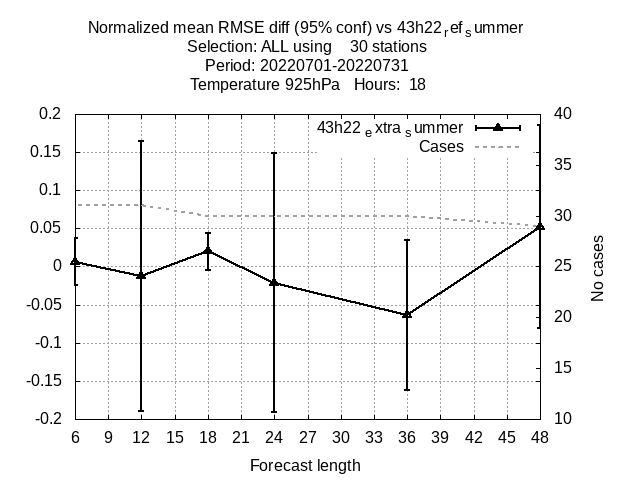 Normalized mean RMSE diff (95% conf) vs 43h22refsummer
Selection: ALL using 30 stations
Period: 20220701-20220731
Temperature 925hPa Hours: 18
43h22extrasummer
Cases
0.2
0.15
0.1
0.05
0
-0.05
-0.1
-0.15
-0.2
40
35
30
25
20
15
10
No cases
6 9 12 15 18 21 24 27 30 33 36 39 42 45 48
Forecast length